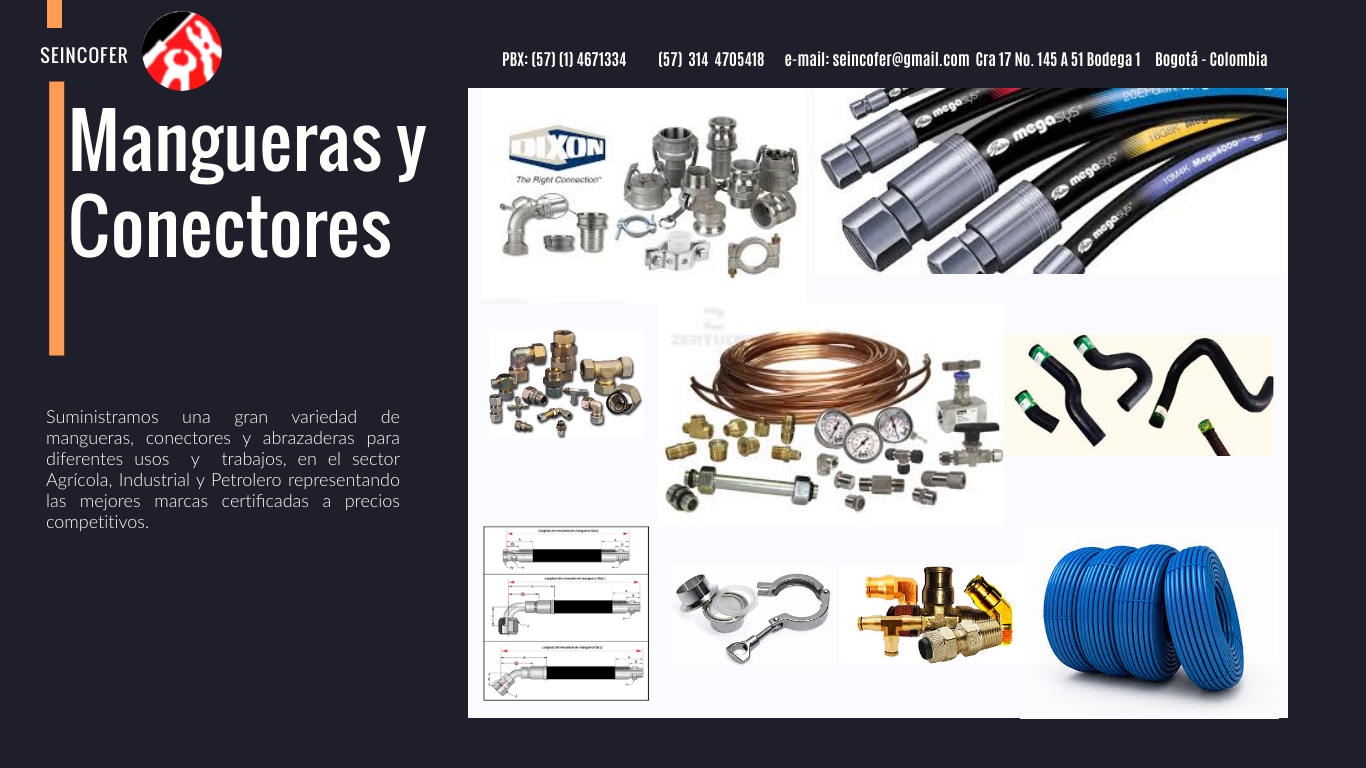 SEINCOFER
PBX: (57) (1) 4671334 (57) 314 4705418 e-mail: seincofer@gmail.com Cra 17 No. 145 A 51 Bodega 1 Bogotá - Colombia
Mangueras y
Conectores
Suministramos una gran variedad de
mangueras, conectores y abrazaderas para
diferentes usos y trabajos, en el sector
Agrícola, Industrial y Petrolero representando
las mejores marcas certificadas a precios
competitivos.
DIXON
The Right Connection
megasys
megasys
megasys
megasys
10M4K Mega4000